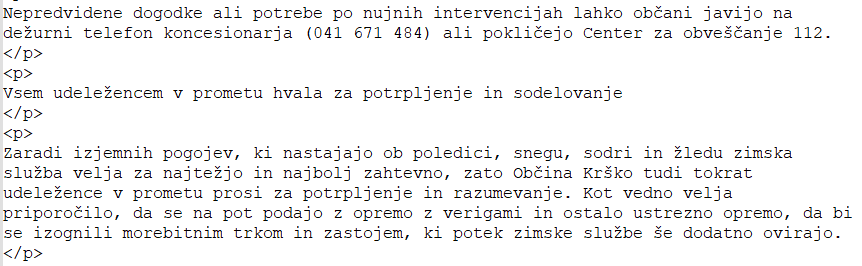 Nepredvidene dogodke ali potrebe po nujnih intervencijah lahko občani javijo na
dežurni telefon koncesionarja (041 671 484) ali pokličejo Center za obveščanje 112.
</p>
<p>
Vsem udeležencem v prometu hvala za potrpljenje in sodelovanje
</p>
<p>
Zaradi izjemnih pogojev, ki nastajajo ob poledici, snegu, sodri in žledu zimska
služba velja za najtežjo in najbolj zahtevno, zato Občina Krško tudi tokrat
udeležence v prometu prosi za potrpljenje in razumevanje. Kot vedno velja
priporočilo, da se na pot podajo z opremo z verigami in ostalo ustrezno opremo, da bi
se izognili morebitnim trkom in zastojem, ki potek zimske službe še dodatno ovirajo.
</p>